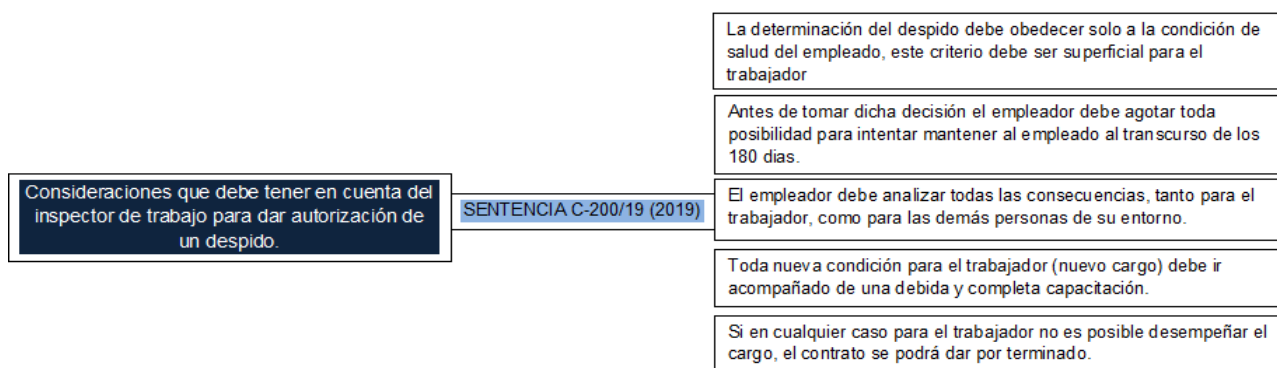 La determinación del despido debe obedecer solo a la condición de
salud del empleado, este criterio debe ser superficial para el
trabajador
Antes de tomar dicha decisión el empleador debe agotar toda
posibilidad para intentar mantener al empleado al transcurso de los
180 dias.
Consideraciones que debe tener en cuenta del
inspector de trabajo para dar autorización de
un despido.
SENTENCIA C-200/19 (2019)
El empleador debe analizar todas las consecuencias, tanto para el
trabajador, como para las demás personas de su entorno.
Toda nueva condición para el trabajador (nuevo cargo) debe ir
acompañado de una debida y completa capacitación.
Si en cualquier caso para el trabajador no es posible desempeñar el
cargo, el contrato se podrá dar por terminado.